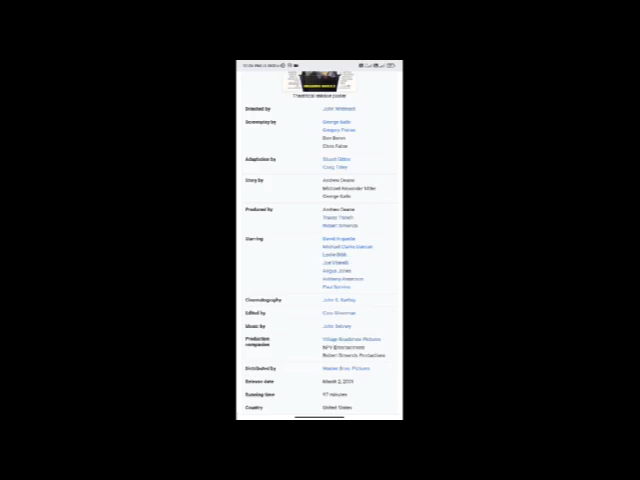 Theatrical release poster
Directed by John Whitesell
Screenplay by George Gallo
Gregory Poirier
Don Baron
Chris Fabos
Adaptation by Stuart Gibbs
Craig Titley
Story by Andrew Deane
Michael Alexander Miller
George Gallo
Produced by Andrew Deane
Tracey Trench
Robert Simonds
Starring David Arquette
Michael Clarke Duncan
Leslie Bibb
Joe Viterelli
Angus Jones
Anthony Anderson
Paul Sorvino
Cinematography John S. Bartley
Edited by Cara Silverman
Music by John Debney
Production companies Village Roadshow Pictures
NPV Entertainment
Robert Simonds Productions
Distributed by Warner Bros. Pictures
Release date March 2,
Running time 97 minutes
Country United States